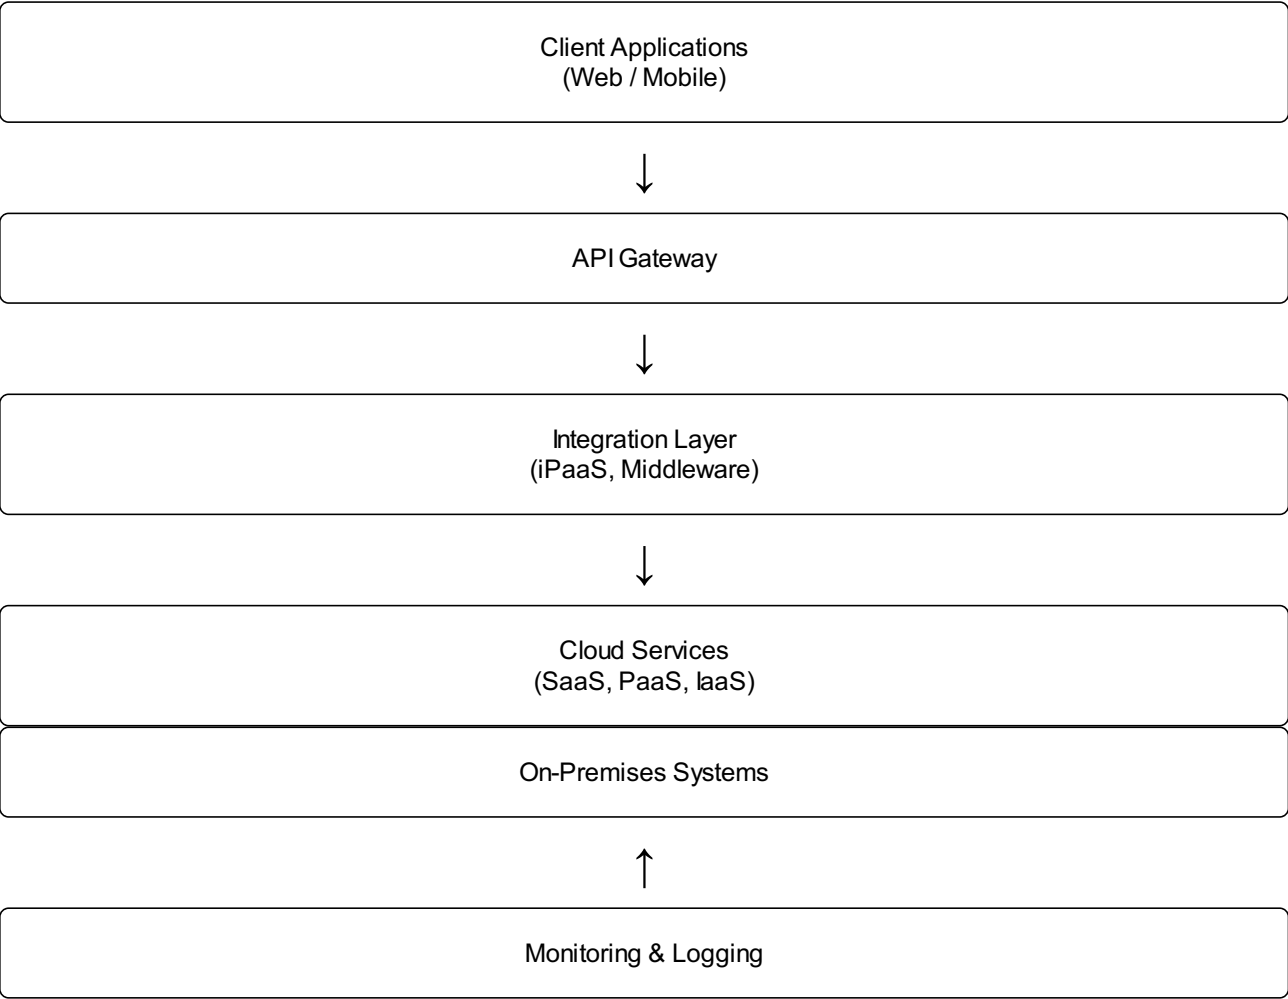 Client Applications
(Web / Mobile)
↓
API Gateway
↓
Integration Layer
(iPaaS, Middleware)
↓
Cloud Services
(SaaS, PaaS, IaaS)
On-Premises Systems
↑
Monitoring & Logging